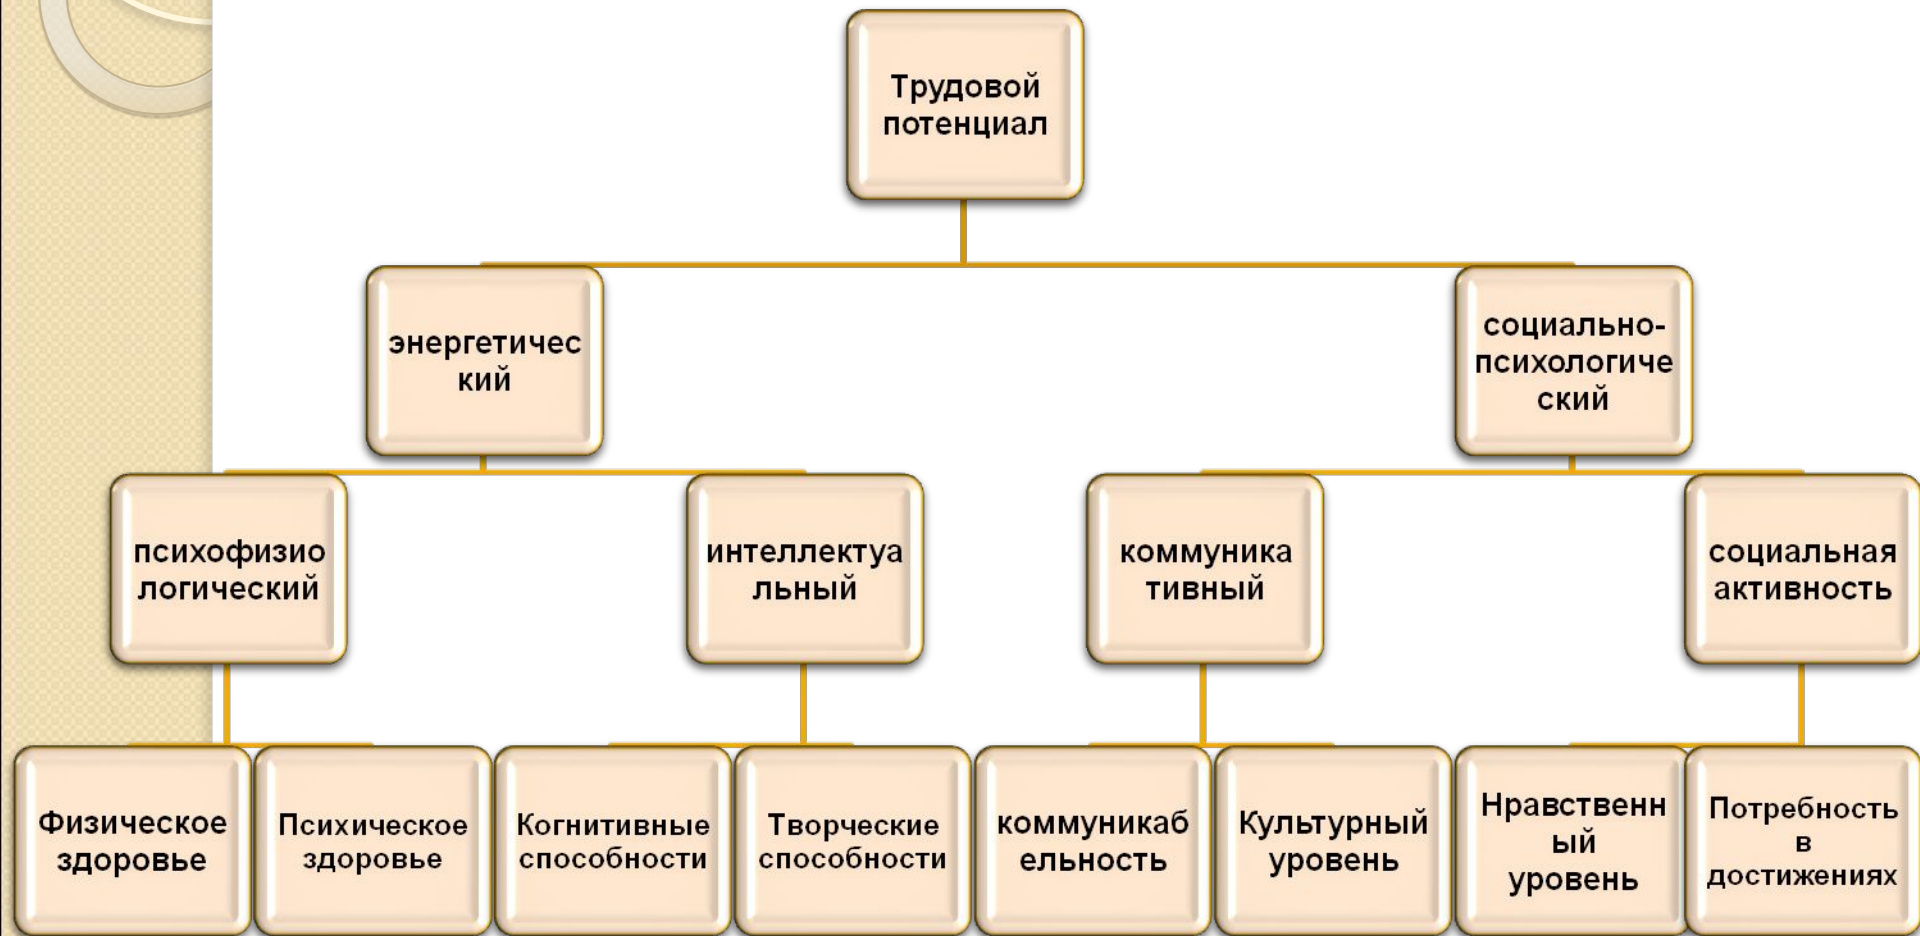 Трудовой
потенциал
энергетичес
кий
социально-
психологиче
ский
психофизио
логический
интеллектуа
льный
коммуника
тивный
социальная
активность
Физическое
здоровье
Психическое
здоровье
Когнитивные
способности
Творческие
способности
коммуникаб
ельность
Культурный
уровень
Нравственн
ый
уровень
Потребность
в
достижениях